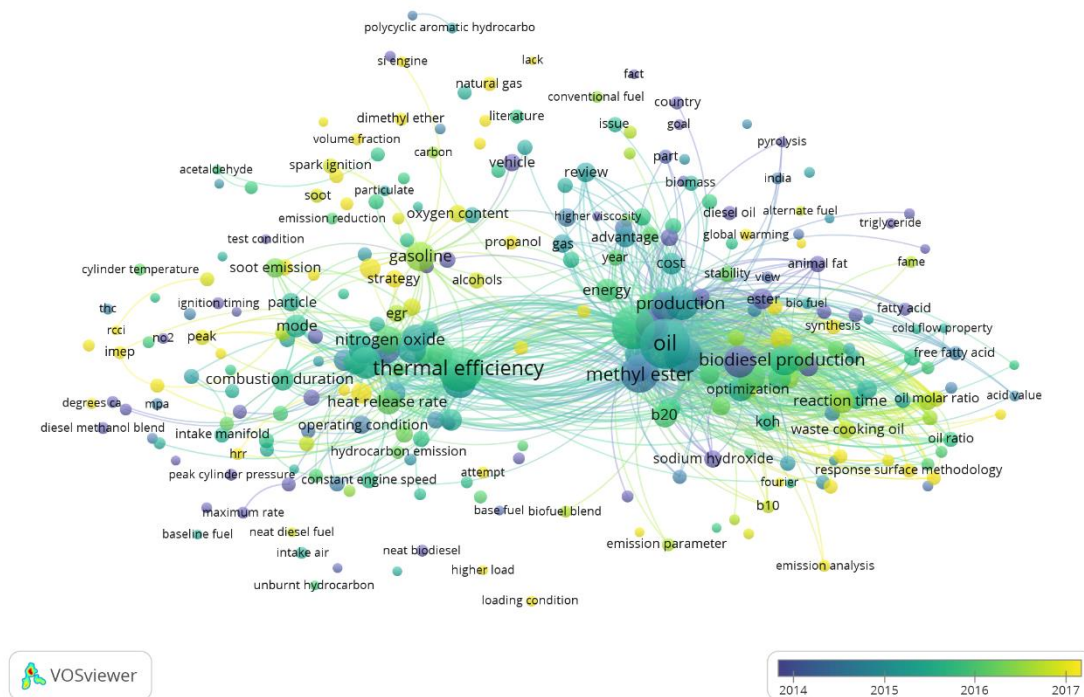 polycyclic aromatic hydrocarbo
si engine
lack
fact
natural gas
conventional fuel
country
dimethyl ether
literature
issue
goal
volume fraction
carbon
pyrolysis
acetaldehyde
spark ignition
vehicle
part
review
india
soot
particulate
biomass
emission reduction
oxygen content
higher viscosity
diesel oil
alternate fuel
triglyceride
test condition
propanol
gas
advantage
global warming
gasoline
year
cost
cylinder temperature
soot emission
strategy
alcohols
stability
view
animal fat
fame
energy
thc
ignition timing
particle
egr
production
ester
bio fuel
fatty acid
rcci
no2
peak
mode
nitrogen oxide
synthesis
cold flow property
imep
oil
thermal efficiency
biodiesel production
free fatty acid
combustion duration
methyl ester
optimization
degrees ca
mpa
heat release rate
reaction time
oil molar ratio
acid value
diesel methanol blend
intake manifold
operating condition
b20
koh
waste cooking oil
oil ratio
hrr
hydrocarbon emission
sodium hydroxide
peak cylinder pressure
constant engine speed
attempt
response surface methodology
fourier
maximum rate
base fuel
biofuel blend
b10
baseline fuel
neat diesel fuel
intake air
neat biodiesel
emission parameter
unburnt hydrocarbon
higher load
emission analysis
loading condition
VOSviewer
2014 2015 2016 2017